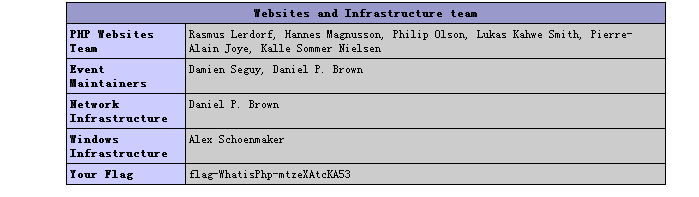 Websites and Infrastructure team
PHP Websites Team
Rasmus Lerdorf, Hannes Magnusson, Philip Olson, Lukas Kahwe Smith, Pierre-
Alain Joye, Kalle Sommer Nielsen
Event Maintainers
Damien Seguy, Daniel P. Brown
Network Infrastructure
Daniel P. Brown
Windows Infrastructure
Alex Schoenmaker
Your Flag
flag-WhatisPhp-mtzeXAtcKA53